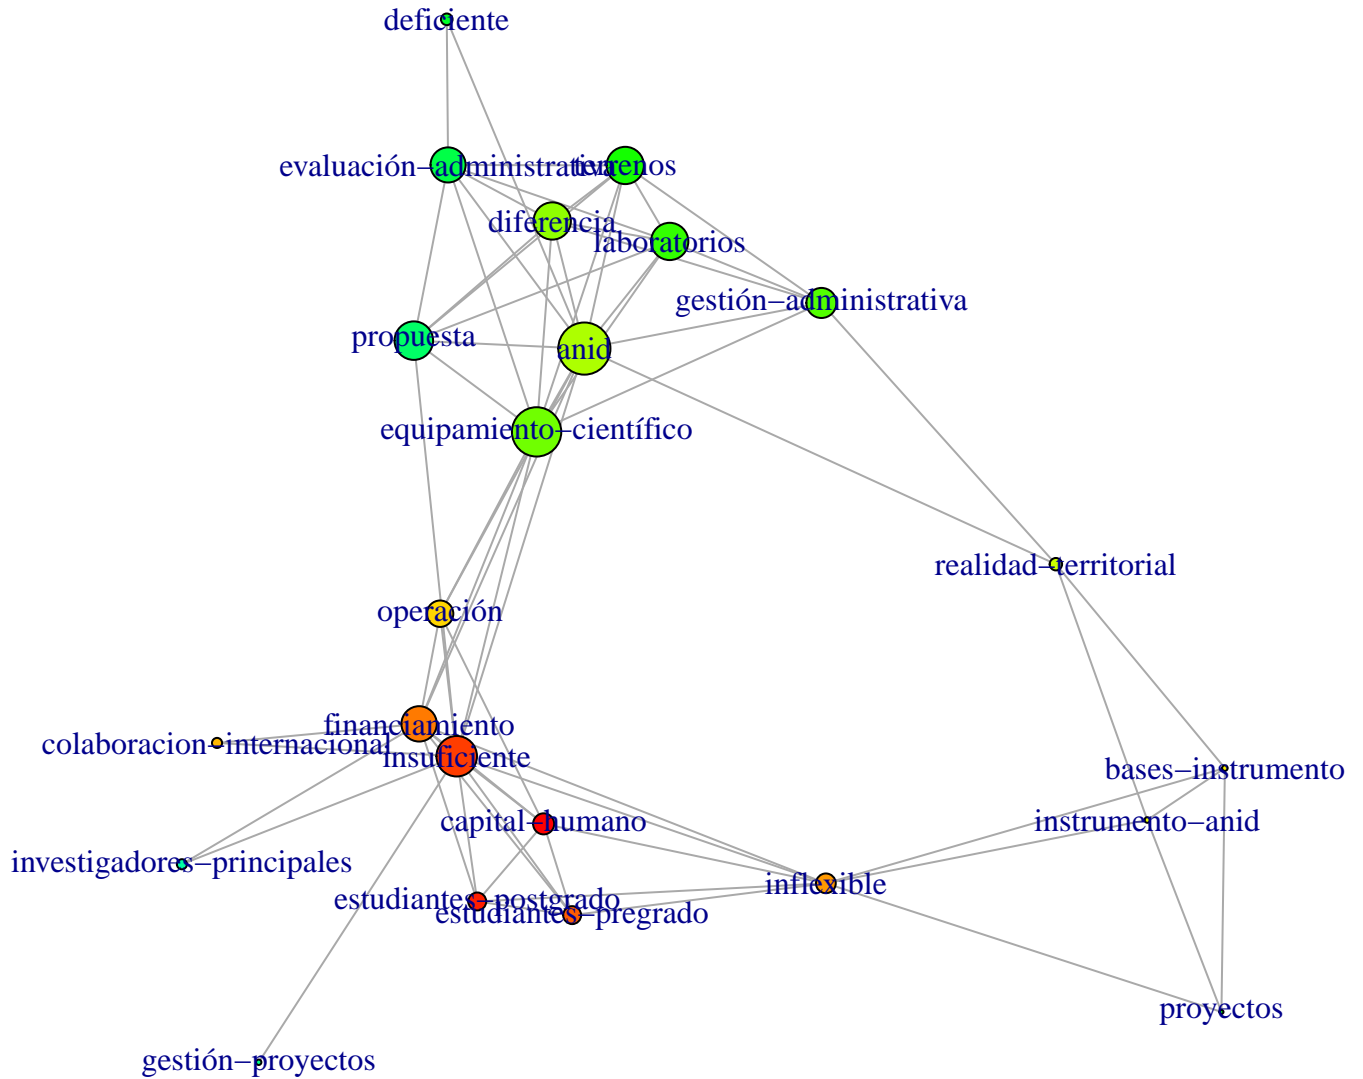 deficiente
evaluación–administrativa
terrenos
diferencia
laboratorios
gestión–administrativa
propuesta
anid
equipamiento–científico
realidad–territorial
operación
financiamiento
colaboracion–internacional
insuficiente
bases–instrumento
capital–humano
instrumento–anid
investigadores–principales
inflexible
estudiantes–postgrado
estudiantes–pregrado
proyectos
gestión–proyectos